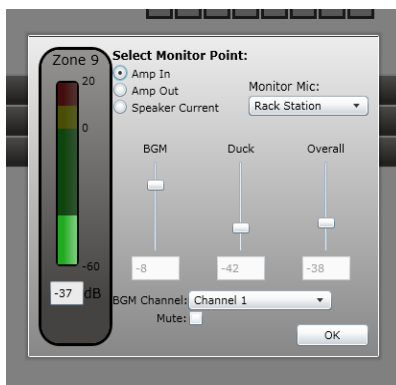 Zone 9
20
0
-60
-37 dB
Select Monitor Point:
Amp In
Amp Out
Speaker Current
Monitor Mic:
Rack Station
BGM Duck Overall
-8 -42 -38
BGM Channel: Channel 1
Mute:
OK